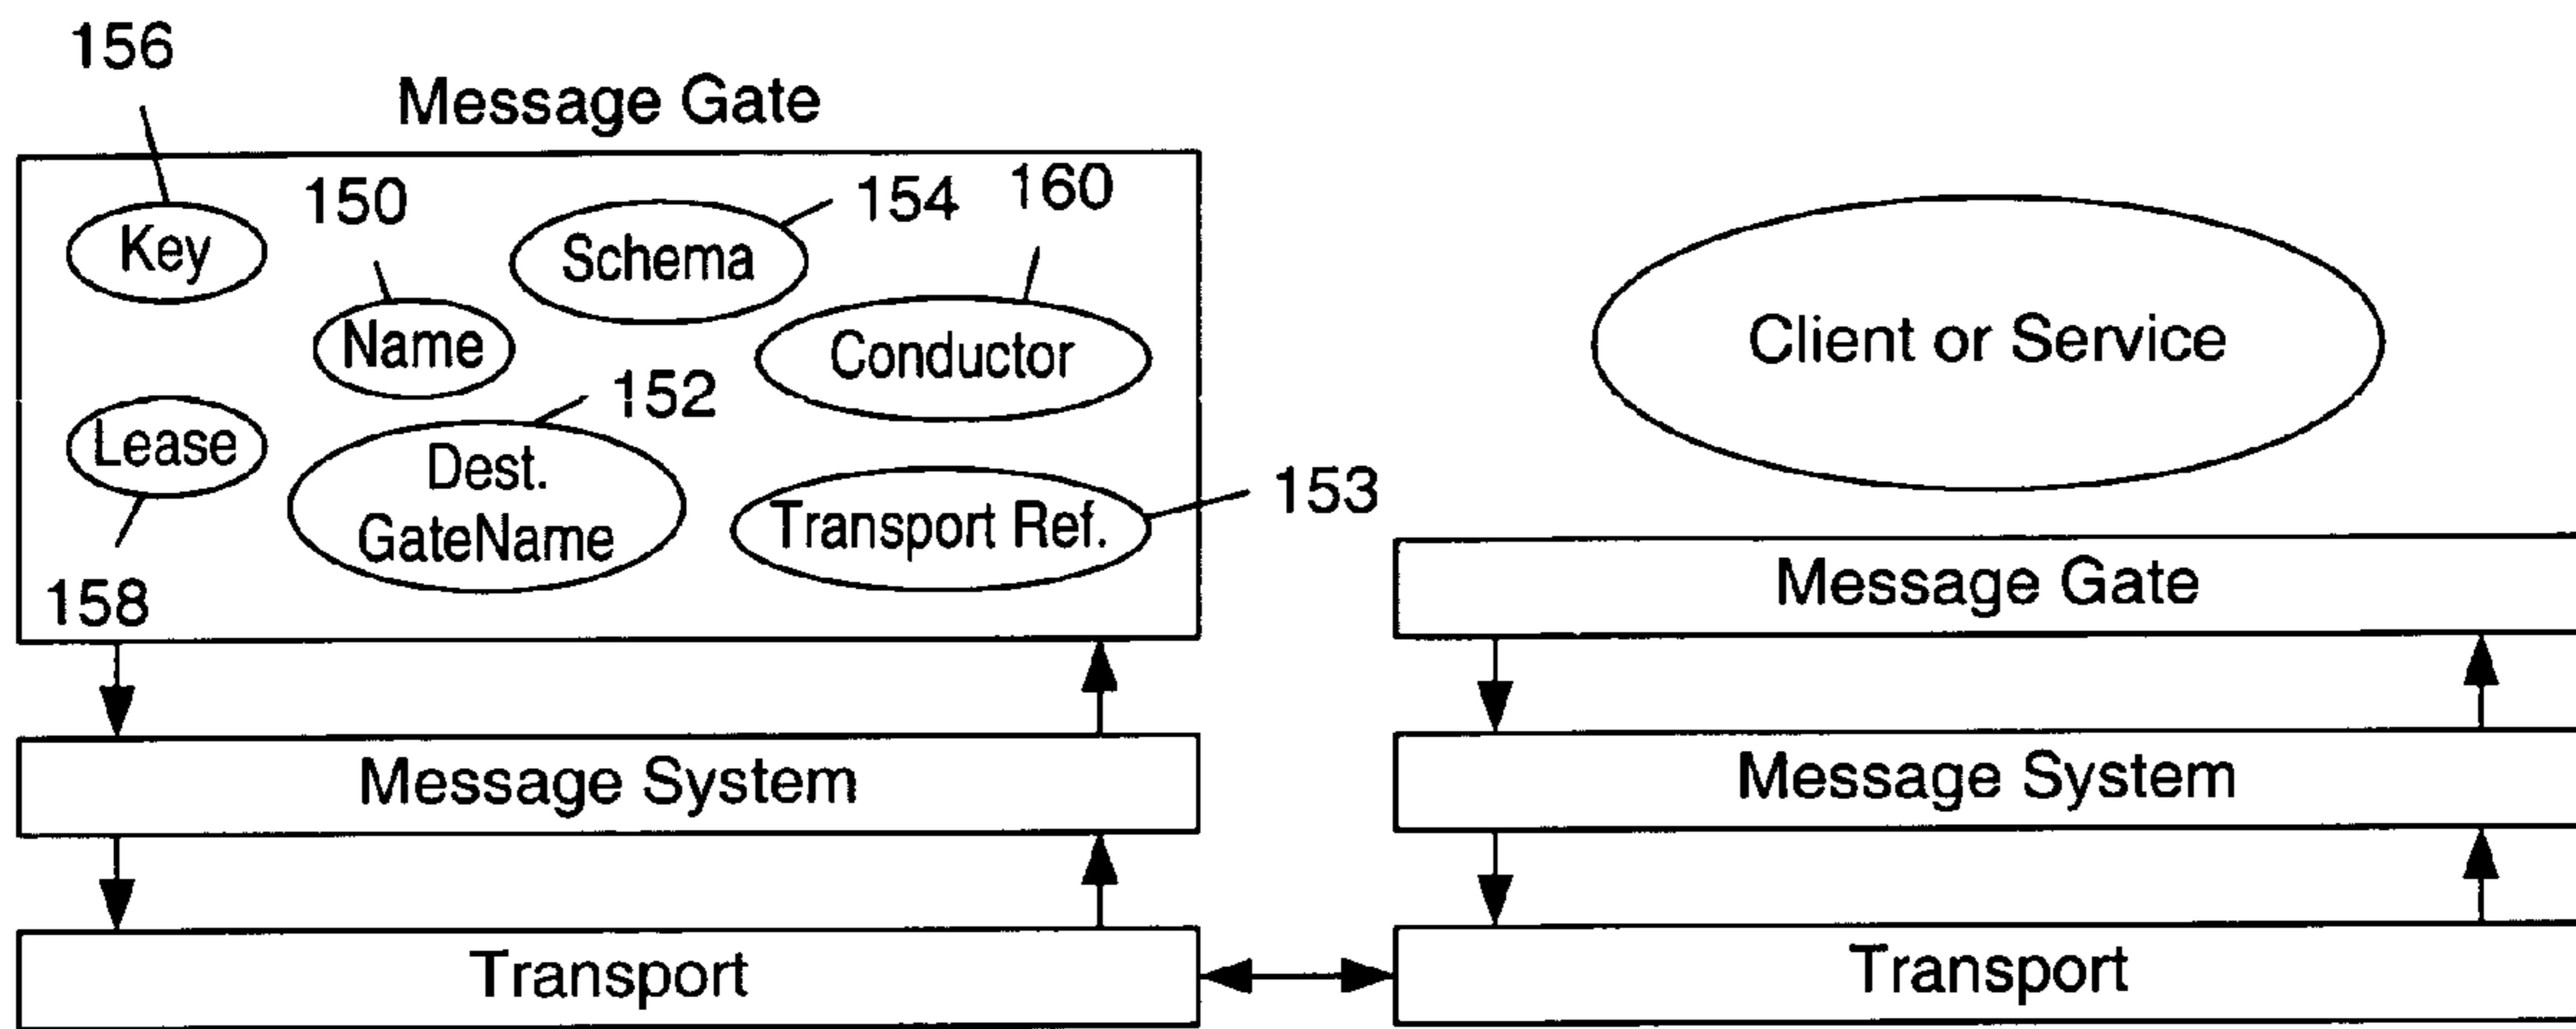 156
Message Gate
150
154
160
Key
Schema
Name
Conductor
Client or Service
152
Lease
Dest.
GateName
Transport Ref.
153
158
Message Gate
Message System
Message System
Transport
Transport